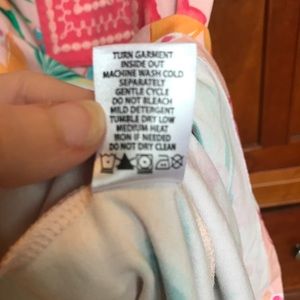 TURN GARMENT
INSIDE OUT
MACHINE WASH COLD
SEPARATELY
GENTLE CYCLE
DO NOT BLEACH
MILD DETERGENT
TUMBLE DRY LOW
MEDIUM HEAT
IRON IF NEEDED
DO NOT DRY CLEAN